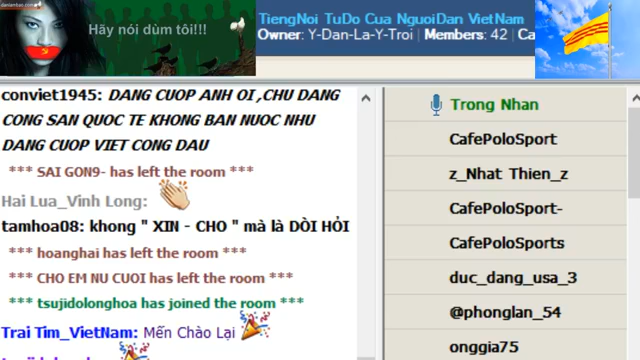 danlambao.com
Hãy nói dùm tôi!!!
TiengNoi TuDo Cua NguoiDan VietNam
Owner: Y-Dan-La-Y-Troi | Members: 42 | Ca
conviet1945: DANG CUOP ANH OI ,CHU DANG
CONG SAN QUOC TE KHONG BAN NUOC NHU
DANG CUOP VIET CONG DAU
*** SAI GON9- has left the room ***
Hai Lua_Vinh Long:
tamhoa08: không " XIN - CHO " mà là DÒI HỎI
*** hoanghai has left the room ***
*** CHO EM NU CUOI has left the room ***
*** tsujidolonghoa has joined the room ***
Trai Tim_VietNam: Mến Chào Lại
Trong Nhan
CafePoloSport
z_Nhat Thien_z
CafePoloSport-
CafePoloSports
duc_dang_usa_3
@phonglan_54
onggia75